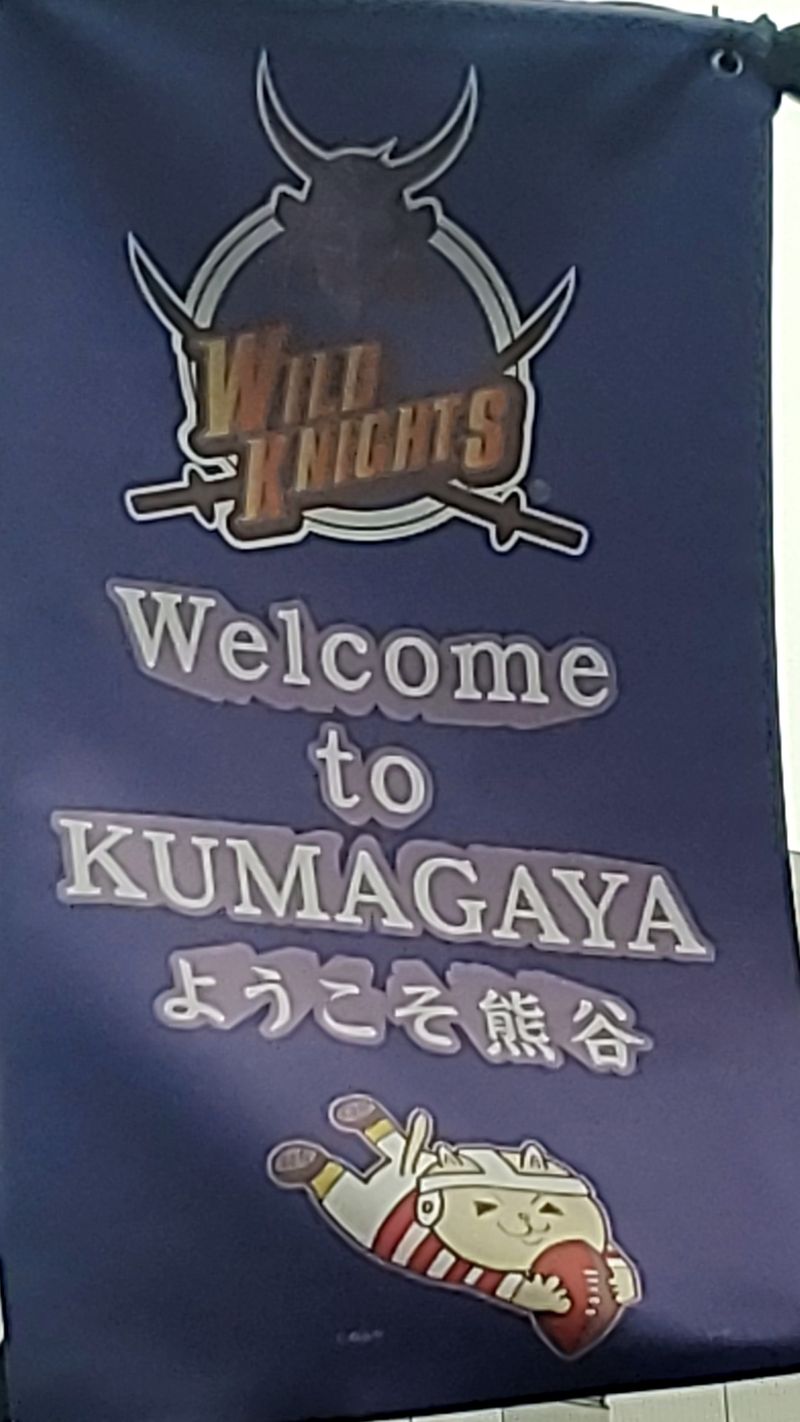 WILD
KNIGHTS
Welcome
to
KUMAGAYA
ようこそ熊谷